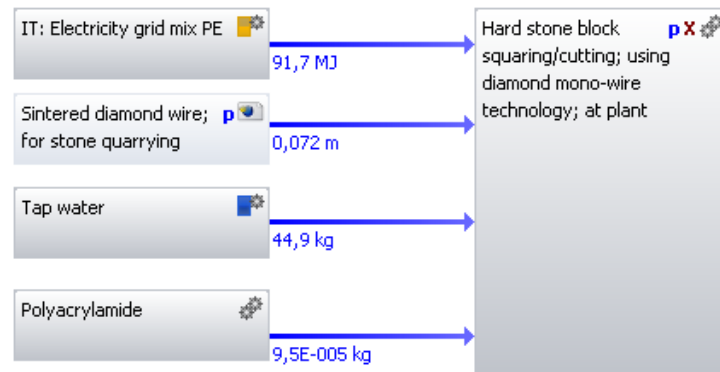 IT: Electricity grid mix PE
91,7 MJ
Sintered diamond wire; p
for stone quarrying
0,072 m
Tap water
44,9 kg
Polyacrylamide
9,5E-005 kg
Hard stone block pX
squaring/cutting; using
diamond mono-wire
technology; at plant